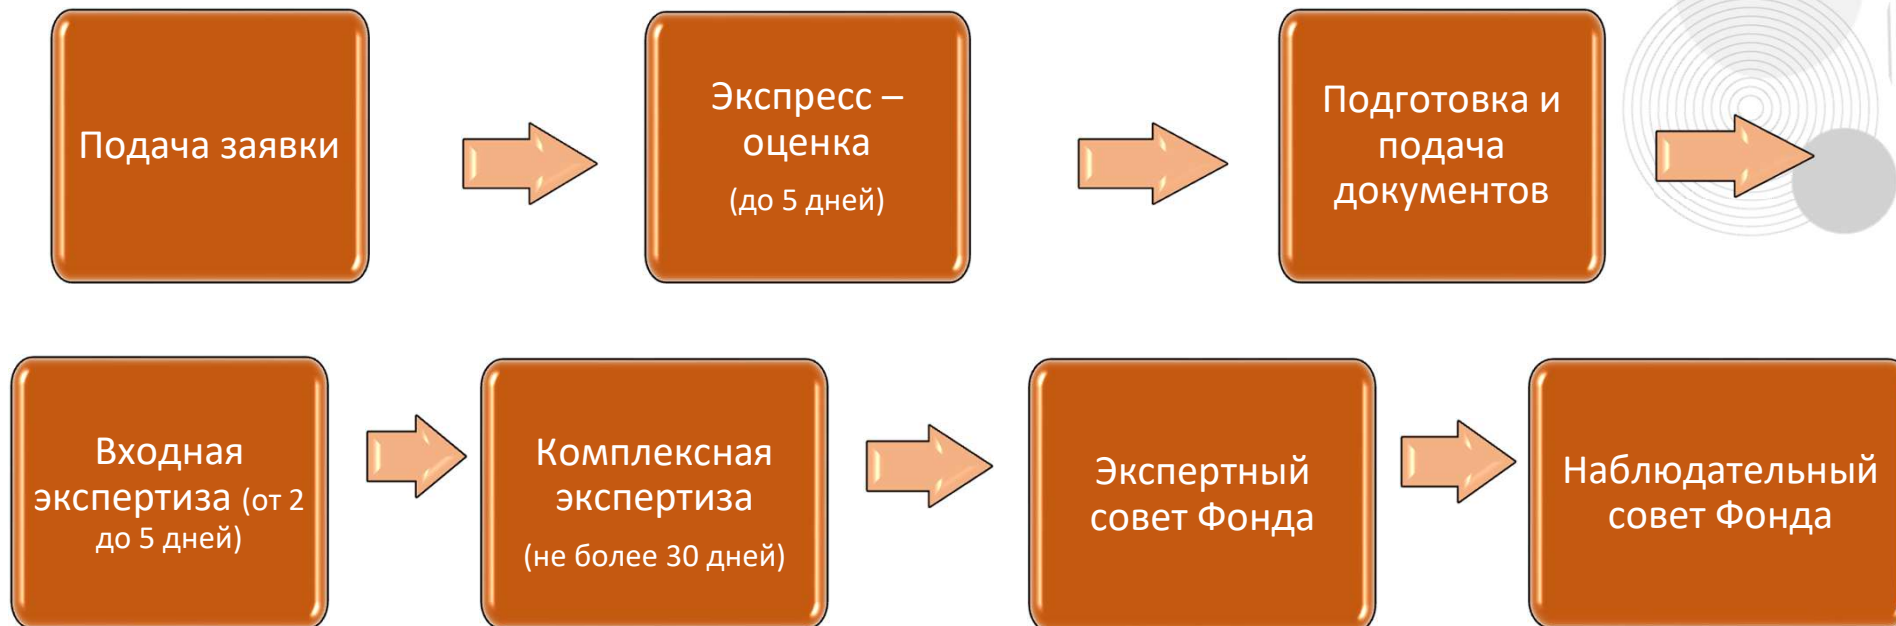 Подача заявки
Экспресс –
оценка
(до 5 дней)
Подготовка и
подача
документов
Входная
экспертиза (от 2
до 5 дней)
Комплексная
экспертиза
(не более 30 дней)
Экспертный
совет Фонда
Наблюдательный
совет Фонда